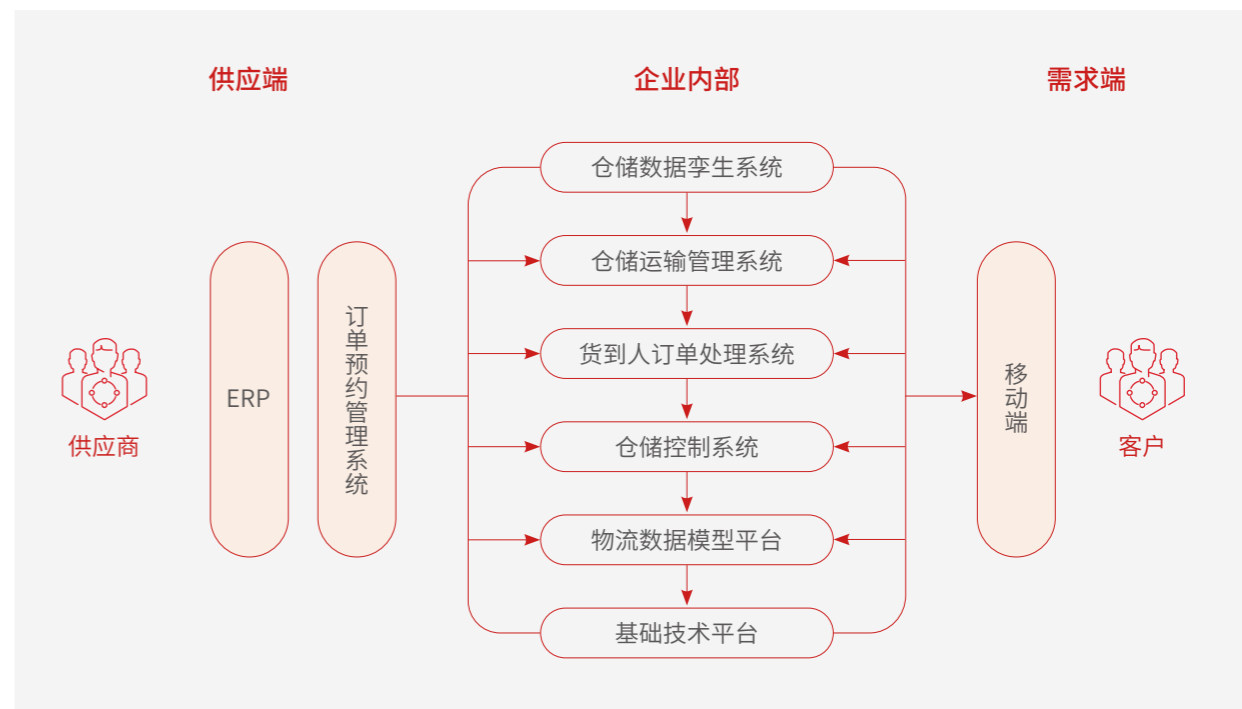 供应端
企业内部
需求端
仓储数据孪生系统
仓储运输管理系统
货到人订单处理系统
仓储控制系统
物流数据模型平台
基础技术平台
供应商
ERP
订单预约管理系统
移动端
客户